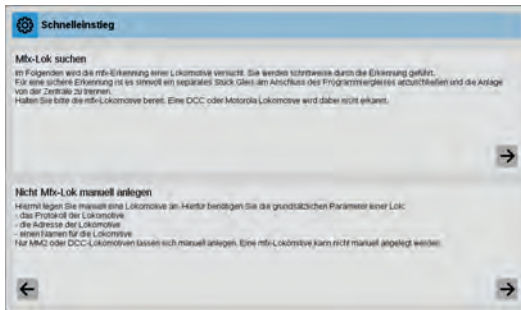 Schnelleinstieg
Mfx-Lok suchen
Im Folgenden wird die mfx-Erkennung einer Lokomotive versucht. Sie werden schrittweise durch die Erkennung geführt.
Für eine sichere Erkennung ist es sinnvoll ein separates Stück Gleis am Anschluss des Programmiergleises anzuschließen und die Anlage
von der Zentrale zu trennen.
Halten Sie bitte die mfx-Lokomotive bereit. Eine DCC oder Motorola Lokomotive wird dabei nicht erkannt.
Nicht Mfx-Lok manuell anlegen
Hiermit legen Sie manuell eine Lokomotive an. Hierfür benötigen Sie die grundsätzlichen Parameter einer Lok:
- das Protokoll der Lokomotive
- die Adresse der Lokomotive
- einen Namen für die Lokomotive
Nur MM2 oder DCC-Lokomotiven lassen sich manuell anlegen. Eine mfx-Lokomotive kann nicht manuell angelegt werden.